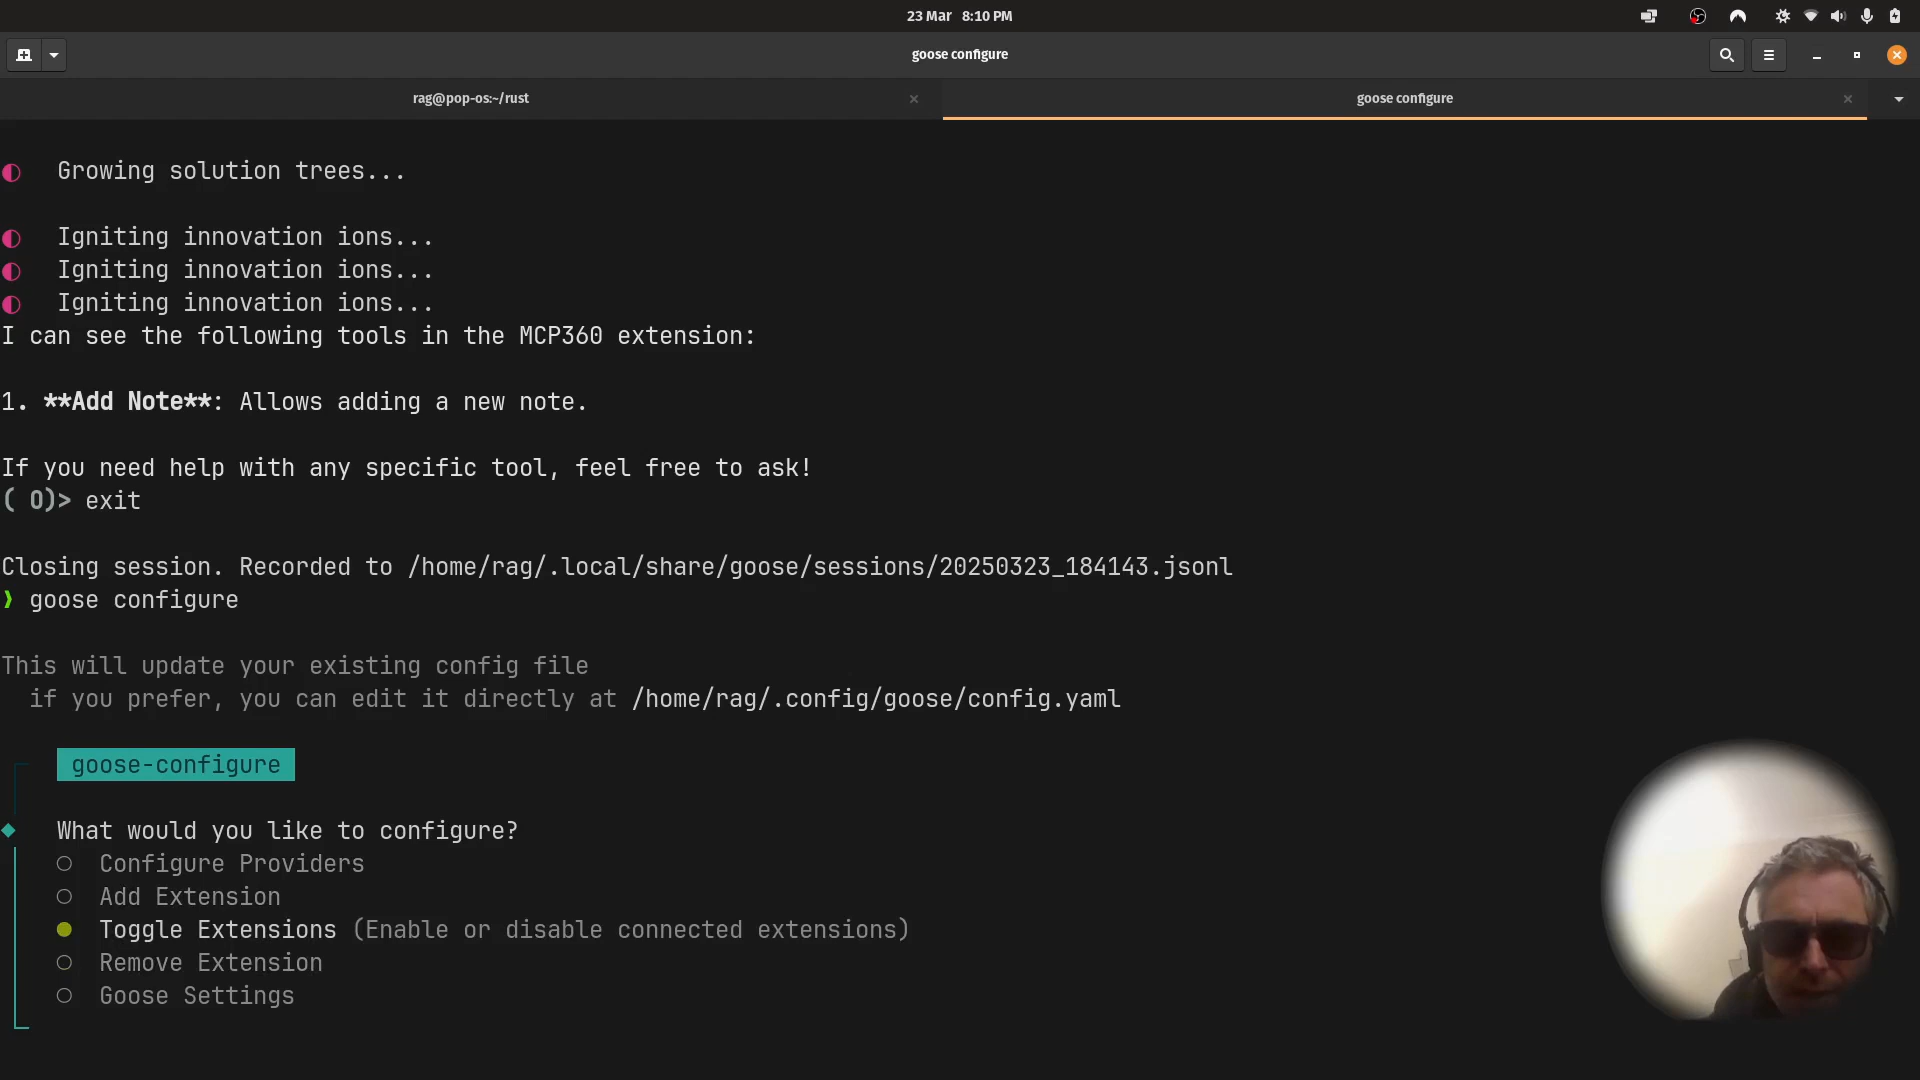 23 Mar 8:10 PM
goose configure
rag@pop-os:~/rust
goose configure
Growing solution trees...
Igniting innovation ions...
Igniting innovation ions...
Igniting innovation ions...
I can see the following tools in the MCP360 extension:
1. **Add Note**: Allows adding a new note.
If you need help with any specific tool, feel free to ask!
( O)> exit
Closing session. Recorded to /home/rag/.local/share/goose/sessions/20250323_184143.jsonl
❯ goose configure
This will update your existing config file
if you prefer, you can edit it directly at /home/rag/.config/goose/config.yaml
goose-configure
What would you like to configure?
Configure Providers
Add Extension
Toggle Extensions (Enable or disable connected extensions)
Remove Extension
Goose Settings